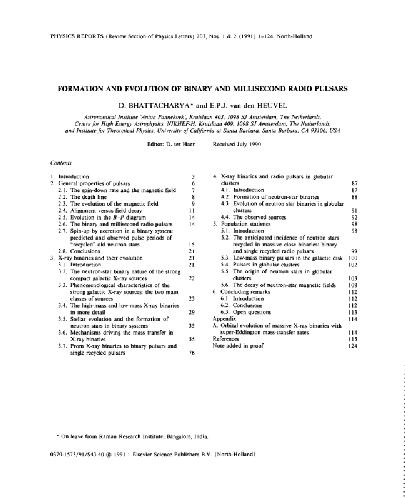 PHYSICS REPORTS (Review Section of Physics Letters) 203, Nos. 1 & 2 (1991) 1–124. North-Holland
FORMATION AND EVOLUTION OF BINARY AND MILLISECOND RADIO PULSARS
D. BHATTACHARYA* and E.P.J. van den HEUVEL
Astronomical Institute "Anton Pannekoek", Kruislaan 403, 1098 SJ Amsterdam, The Netherlands,
Center for High Energy Astrophysics, NIKHEF-H, Kruislaan 409, 1098 SJ Amsterdam, The Netherlands,
and Institute for Theoretical Physics, University of California at Santa Barbara, Santa Barbara, CA 93106, USA
Editor: D. ter Haar Received July 1990
Contents
1. Introduction 3
2. General properties of pulsars 6
2.1. The spin-down rate and the magnetic field 7
2.2. The death line 8
2.3. The evolution of the magnetic field 9
2.4. Alignment versus field decay 11
2.5. Evolution in the B–P diagram
2.6. The binary and millisecond radio pulsars 14
2.7. Spin-up by accretion in a binary system:
predicted and observed pulse periods of
"recycled" old neutron stars
2.8. Conclusions 21
3. X-ray binaries and their evolution 21
3.1. Introduction 21
3.2. The neutron-star binary nature of the strong
compact galactic X-ray sources 22
3.3. Phenomenological characteristics of the
strong galactic X-ray sources: the two main
classes of sources 23
3.4. The high-mass and low-mass X-ray binaries
in more detail 29
3.5. Stellar evolution and the formation of
neutron stars in binary systems 35
3.6. Mechanisms driving the mass transfer in
X-ray binaries
3.7. From X-ray binaries to binary pulsars and
single recycled pulsars 76
4. X-ray binaries and radio pulsars in globular
clusters 87
4.1. Introduction 87
4.2. Formation of neutron-star binaries 88
4.3. Evolution of neutron star binaries in globular
clusters 91
4.4. The observed sources 92
5. Population statistics 98
5.1. Introduction 98
5.2. The anticipated incidence of neutron stars
recycled in massive close binaries: binary
and single recycled radio pulsars 99
5.3. Low-mass binary pulsars in the galactic disk 100
5.4. Pulsars in globular clusters
5.5. The origin of neutron stars in globular
clusters
5.6. The decay of neutron-star magnetic fields
6. Concluding remarks 112
6.1. Introduction 112
6.2. Conclusions 112
6.3. Open questions 113
Appendix 114
A. Orbital evolution of massive X-ray binaries with
super-Eddington mass-transfer rates 114
References 115
Note added in proof 124
* On leave from Raman Research Institute, Bangalore, India.
0370-1573/91/$43.40 © 1991 – Elsevier Science Publishers B.V. (North-Holland)